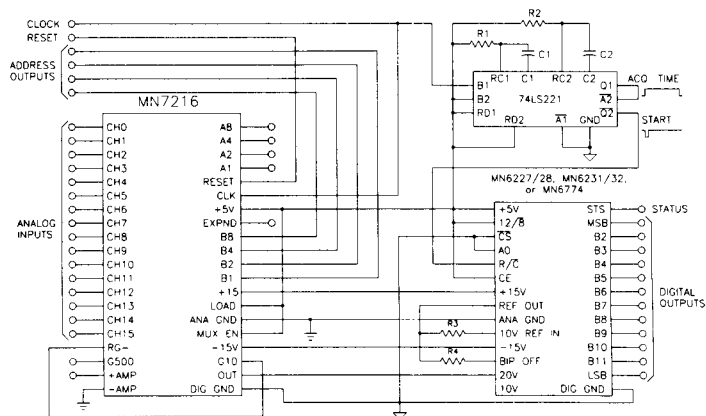 CLOCK
RESET
ADDRESS
OUTPUTS
R2
R1
C1
C2
RC1 C1 RC2 C2
B1
B2
RD1
74LS221
Q1
A2
Q2
RD2
A1 GND
ACQ TIME
START
MN7216
ANALOG
INPUTS
CH0
CH1
CH2
CH3
CH4
CH5
CH6
CH7
CH8
CH9
CH10
CH11
CH12
CH13
CH14
CH15
RG-
G500
+AMP
-AMP
A8
A4
A2
A1
RESET
CLK
+5V
EXPND
B8
B4
B2
B1
+15
LOAD
ANA GND
MUX EN
-15V
G10
OUT
DIG GND
MN6227/28, MN6231/32,
or MN6774
+5V
12/8
CS
A0
R/C
CE
+15V
REF OUT
ANA GND
10V REF IN
-15V
BIP OFF
20V
10V
R3
R4
STS
MSB
B2
B3
B4
B5
B6
B7
B8
B9
B10
B11
LSB
DIG GND
STATUS
DIGITAL
OUTPUTS